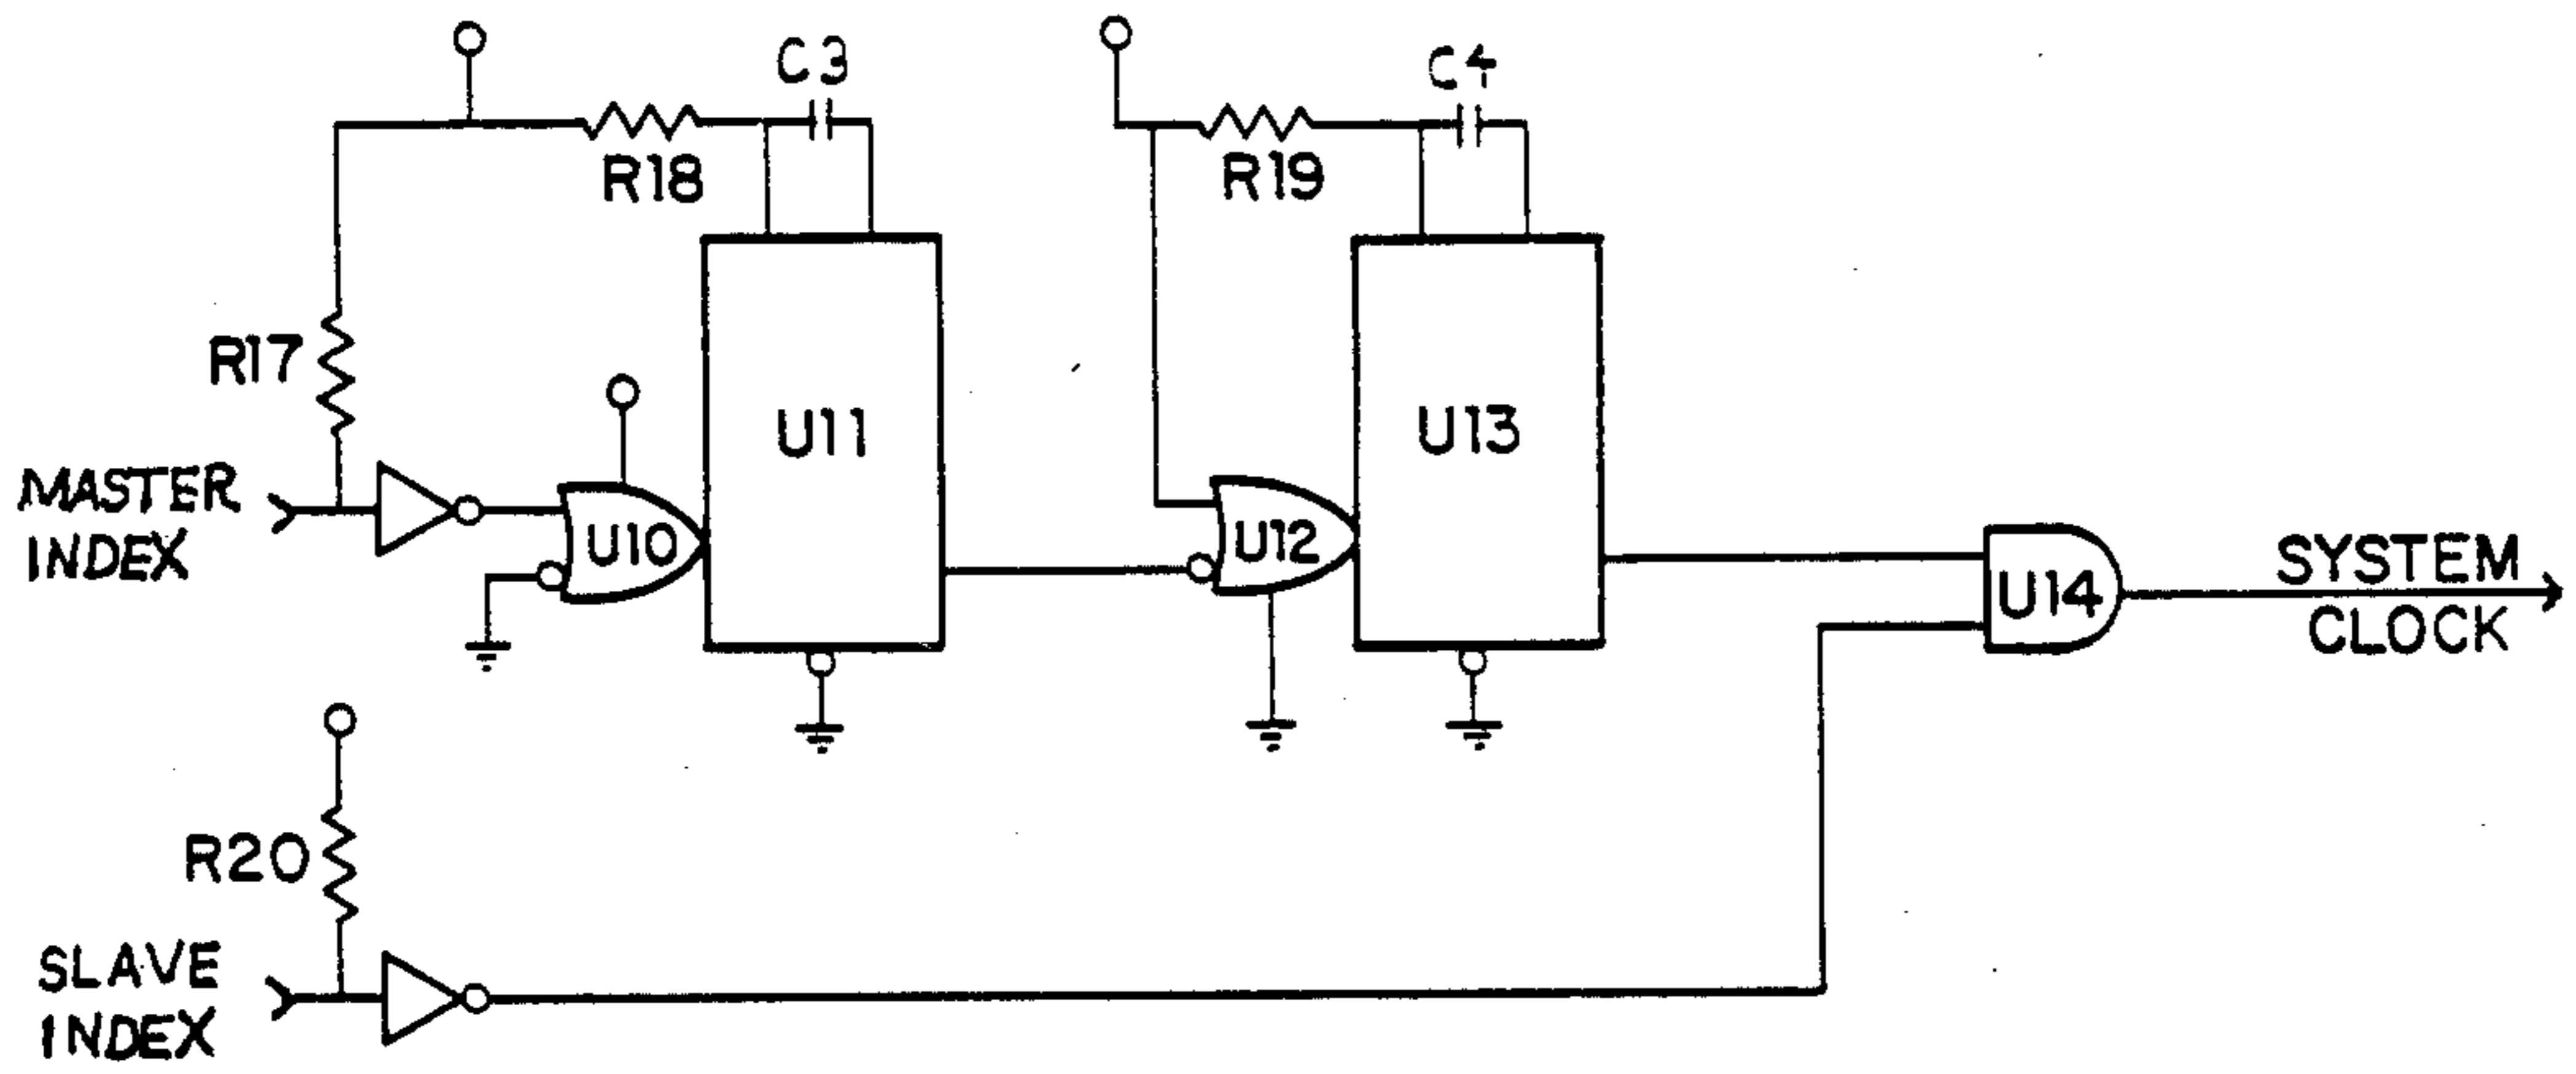 C3
C4
R18
R19
R17
U11
U13
MASTER
INDEX
U10
U12
U14
SYSTEM
CLOCK
R20
SLAVE
INDEX